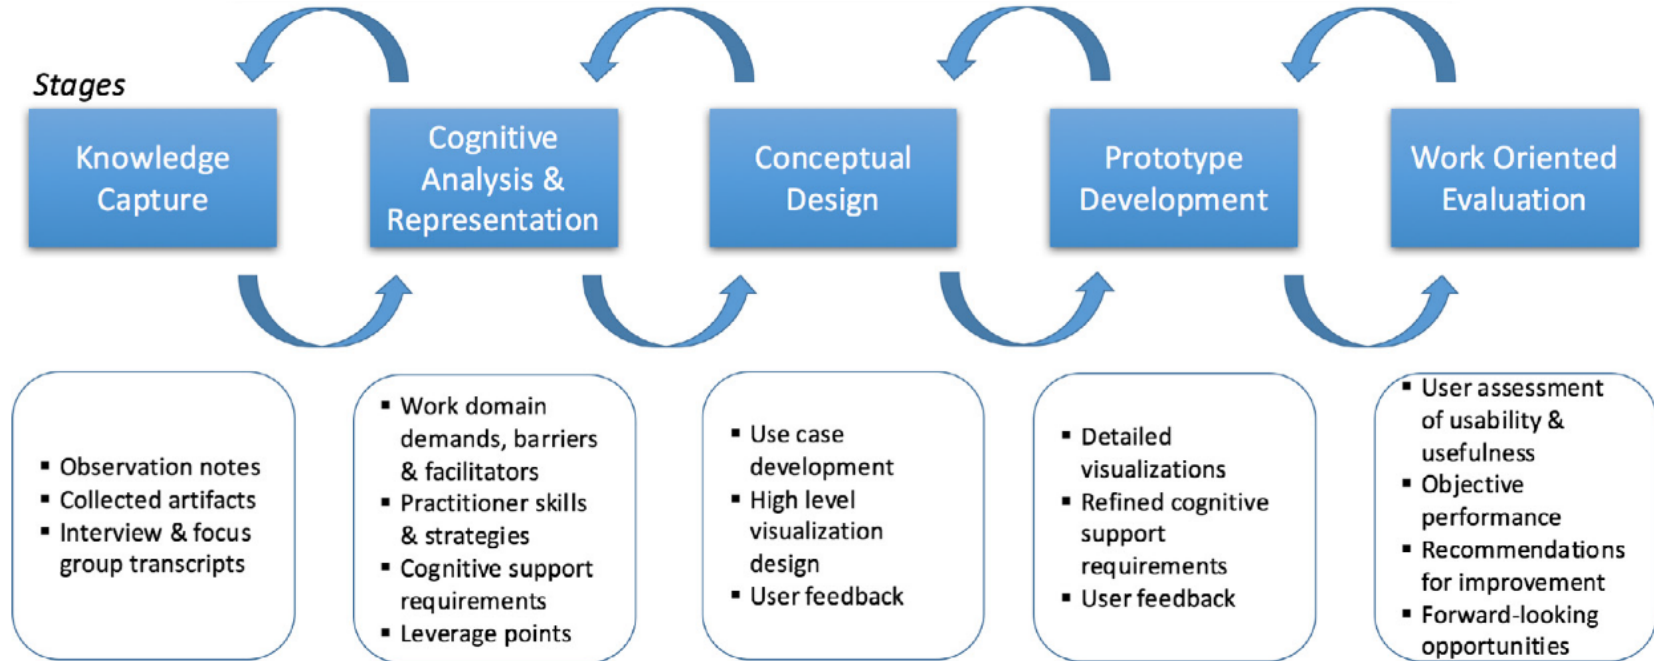 Stages
Knowledge
Capture
Cognitive
Analysis &
Representation
Conceptual
Design
Prototype
Development
Work Oriented
Evaluation
▪ Observation notes
▪ Collected artifacts
▪ Interview & focus
group transcripts
▪ Work domain
demands, barriers
& facilitators
▪ Practitioner skills
& strategies
▪ Cognitive support
requirements
▪ Leverage points
▪ Use case
development
▪ High level
visualization
design
▪ User feedback
▪ Detailed
visualizations
▪ Refined cognitive
support
requirements
▪ User feedback
▪ User assessment
of usability &
usefulness
▪ Objective
performance
▪ Recommendations
for improvement
▪ Forward-looking
opportunities